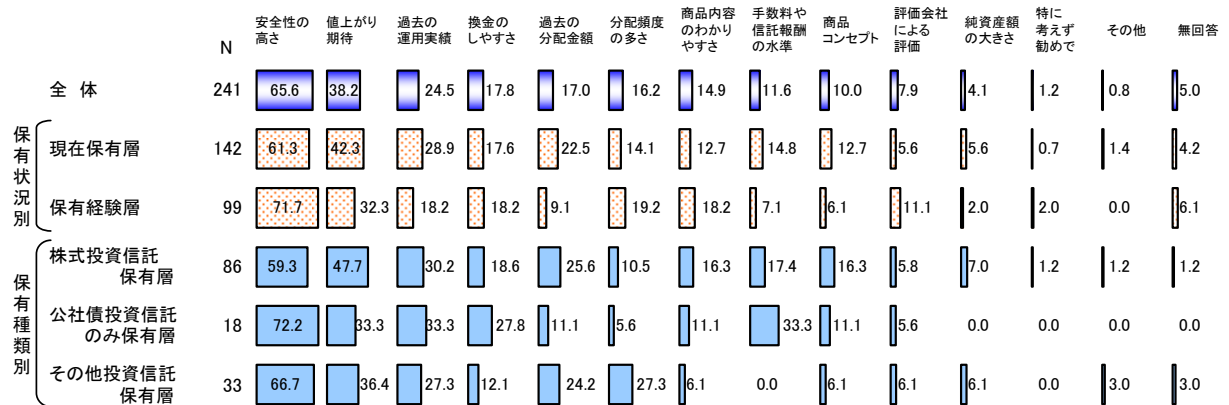 N 安全性の高さ 値上がり期待 過去の運用実績 換金のしやすさ 過去の分配金額 分配頻度の多さ 商品内容のわかりやすさ 手数料や信託報酬の水準 商品コンセプト 評価会社による評価 純資産額の大きさ 特に考えず勧めで その他 無回答
全 体 241 65.6 38.2 24.5 17.8 17.0 16.2 14.9 11.6 10.0 7.9 4.1 1.2 0.8 5.0
保有状況別
現在保有層 142 61.3 42.3 28.9 17.6 22.5 14.1 12.7 14.8 12.7 5.6 5.6 0.7 1.4 4.2
保有経験層 99 71.7 32.3 18.2 18.2 9.1 19.2 18.2 7.1 6.1 11.1 2.0 2.0 0.0 6.1
保有種類別
株式投資信託保有層 86 59.3 47.7 30.2 18.6 25.6 10.5 16.3 17.4 16.3 5.8 7.0 1.2 1.2 1.2
公社債投資信託のみ保有層 18 72.2 33.3 33.3 27.8 11.1 5.6 11.1 33.3 11.1 5.6 0.0 0.0 0.0 0.0
その他投資信託保有層 33 66.7 36.4 27.3 12.1 24.2 27.3 6.1 0.0 6.1 6.1 6.1 0.0 3.0 3.0